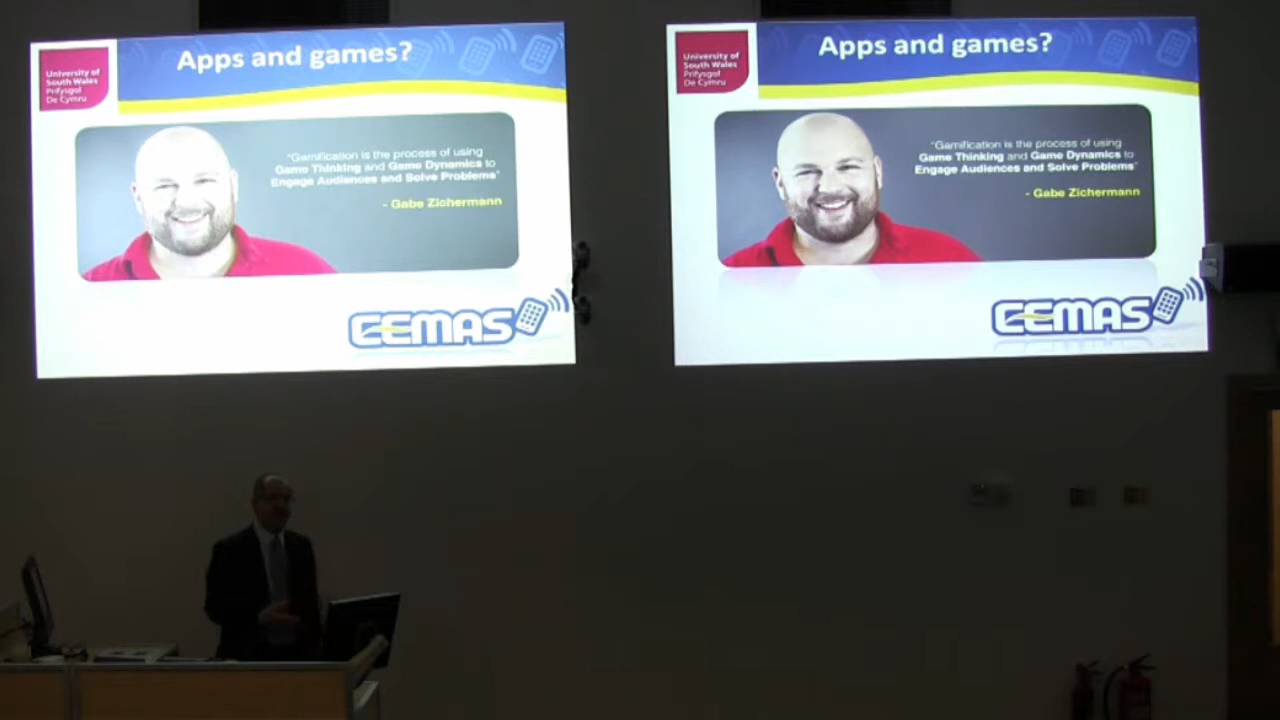 Apps and games?
University of
South Wales
Prifysgol
De Cymru
"Gamification is the process of using
Game Thinking and Game Dynamics to
Engage Audiences and Solve Problems"
- Gabe Zichermann
CEMAS
Apps and games?
University of
South Wales
Prifysgol
De Cymru
"Gamification is the process of using
Game Thinking and Game Dynamics to
Engage Audiences and Solve Problems"
- Gabe Zichermann
CEMAS